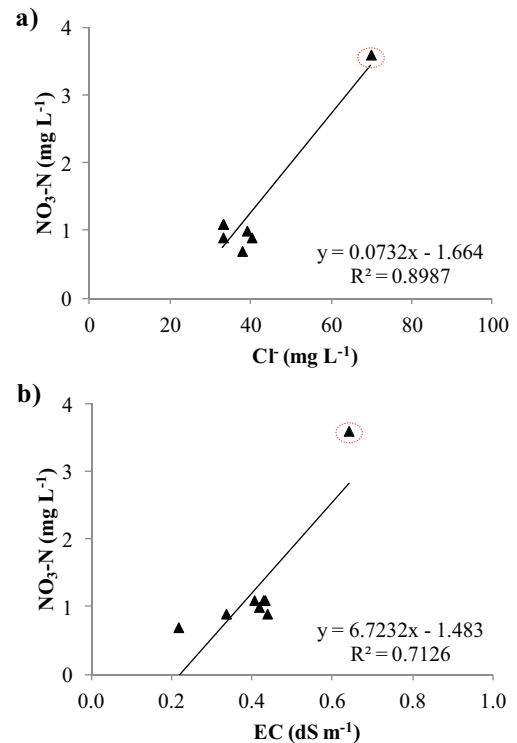 a)
4
3
2
1
0
NO₃-N (mg L⁻¹)
y = 0.0732x - 1.664
R² = 0.8987
0 20 40 60 80 100
Cl⁻ (mg L⁻¹)
b)
4
3
2
1
0
NO₃-N (mg L⁻¹)
y = 6.7232x - 1.483
R² = 0.7126
0.0 0.2 0.4 0.6 0.8 1.0
EC (dS m⁻¹)